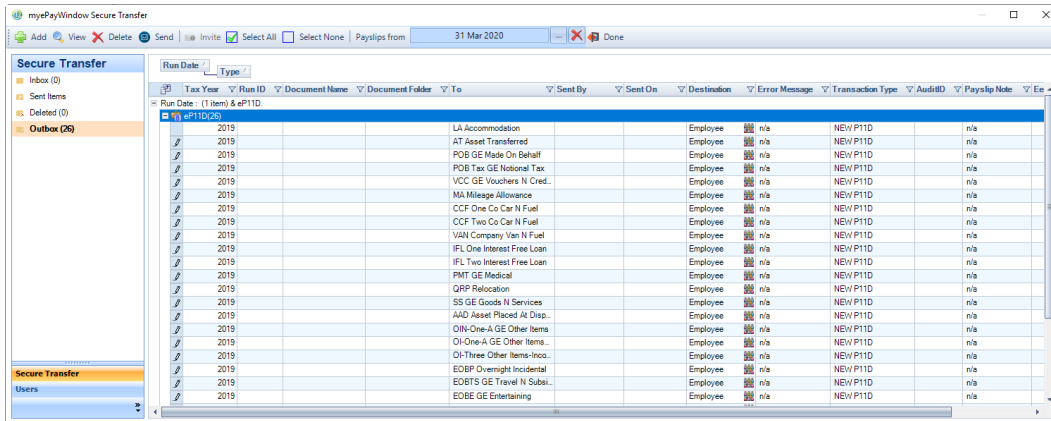 myePayWindow Secure Transfer
Add View Delete Send Invite Select All Select None Payslips from 31 Mar 2020 Done
Secure Transfer
Inbox (0)
Sent Items
Deleted (0)
Outbox (26)
Secure Transfer
Users
Run Date
Type
Tax Year Run ID Document Name Document Folder To Sent By Sent On Destination Error Message Transaction Type AuditID Payslip Note Ee
Run Date : (1 item) & eP11D.
eP11D(26)
2019 LA Accommodation Employee n/a NEW P11D n/a
2019 AT Asset Transferred Employee n/a NEW P11D n/a
2019 POB GE Made On Behalf Employee n/a NEW P11D n/a
2019 POB Tax GE Notional Tax Employee n/a NEW P11D n/a
2019 VCC GE Vouchers N Cred... Employee n/a NEW P11D n/a
2019 MA Mileage Allowance Employee n/a NEW P11D n/a
2019 CCF One Co Car N Fuel Employee n/a NEW P11D n/a
2019 CCF Two Co Car N Fuel Employee n/a NEW P11D n/a
2019 VAN Company Van N Fuel Employee n/a NEW P11D n/a
2019 IFL One Interest Free Loan Employee n/a NEW P11D n/a
2019 IFL Two Interest Free Loan Employee n/a NEW P11D n/a
2019 PMT GE Medical Employee n/a NEW P11D n/a
2019 QRP Relocation Employee n/a NEW P11D n/a
2019 SS GE Goods N Services Employee n/a NEW P11D n/a
2019 AAD Asset Placed At Disp... Employee n/a NEW P11D n/a
2019 OIN-One-A GE Other Items Employee n/a NEW P11D n/a
2019 OI-One-A GE Other Items... Employee n/a NEW P11D n/a
2019 OI-Three Other Items-Inco... Employee n/a NEW P11D n/a
2019 EOBP Overnight Incidental Employee n/a NEW P11D n/a
2019 EOBTS GE Travel N Subsi... Employee n/a NEW P11D n/a
2019 EOBE GE Entertaining Employee n/a NEW P11D n/a